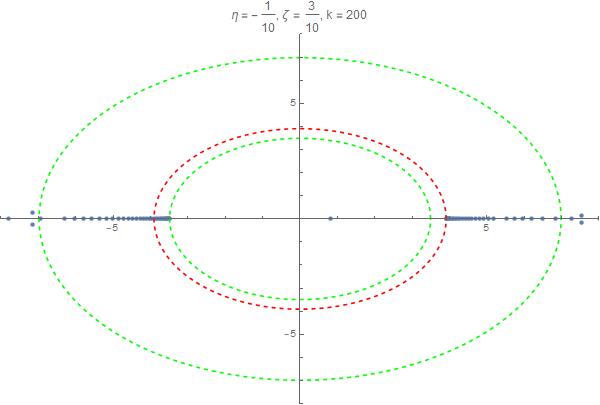 η = - 1/10, ζ = 3/10, k = 200
5
-5
5
-5